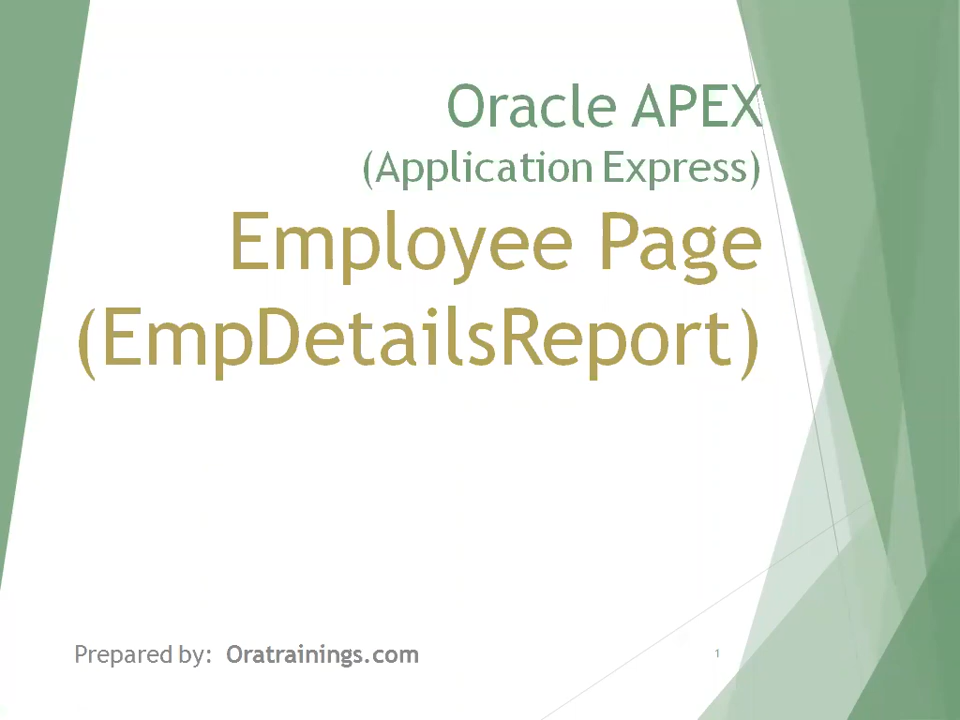 Oracle APEX
(Application Express)
Employee Page
(EmpDetailsReport)
Prepared by: Oratrainings.com
1